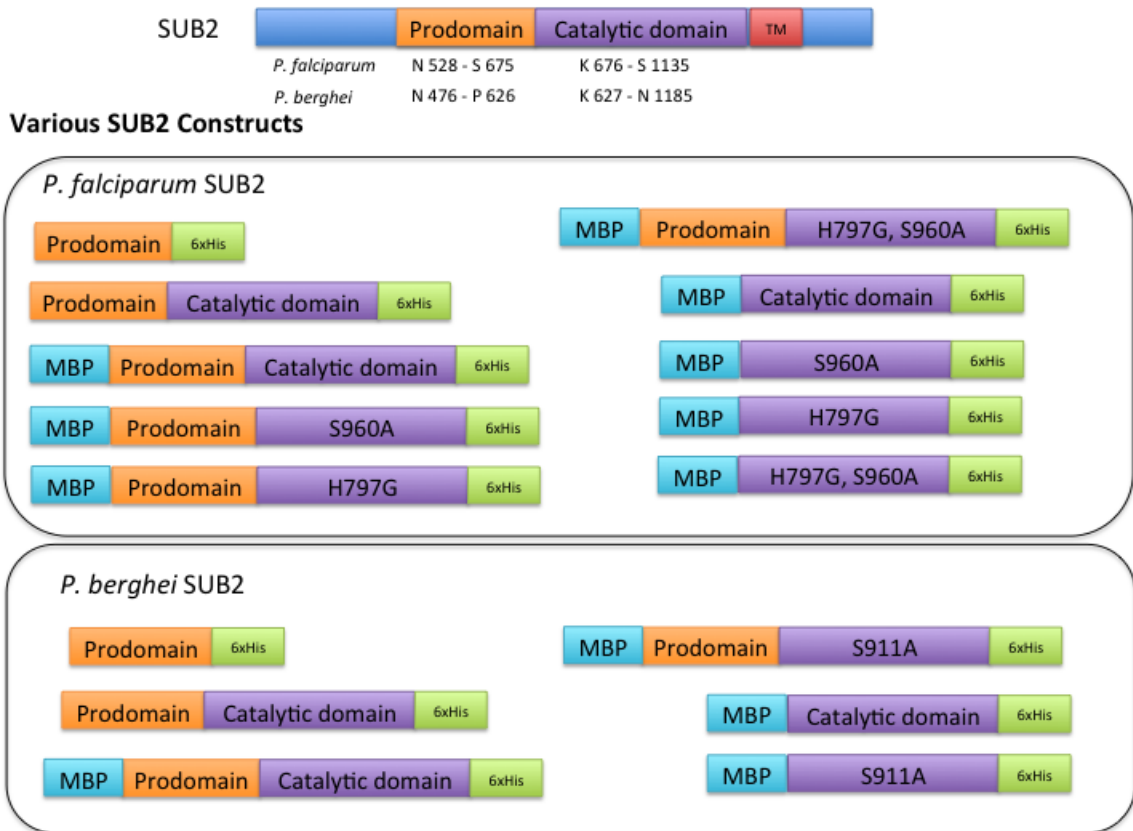 SUB2 Prodomain Catalytic domain TM
P. falciparum N 528 - S 675 K 676 - S 1135
P. berghei N 476 - P 626 K 627 - N 1185
Various SUB2 Constructs
P. falciparum SUB2
Prodomain 6xHis
Prodomain Catalytic domain 6xHis
MBP Prodomain Catalytic domain 6xHis
MBP Prodomain S960A 6xHis
MBP Prodomain H797G 6xHis
MBP Prodomain H797G, S960A 6xHis
MBP Catalytic domain 6xHis
MBP S960A 6xHis
MBP H797G 6xHis
MBP H797G, S960A 6xHis
P. berghei SUB2
Prodomain 6xHis
Prodomain Catalytic domain 6xHis
MBP Prodomain Catalytic domain 6xHis
MBP Prodomain S911A 6xHis
MBP Catalytic domain 6xHis
MBP S911A 6xHis